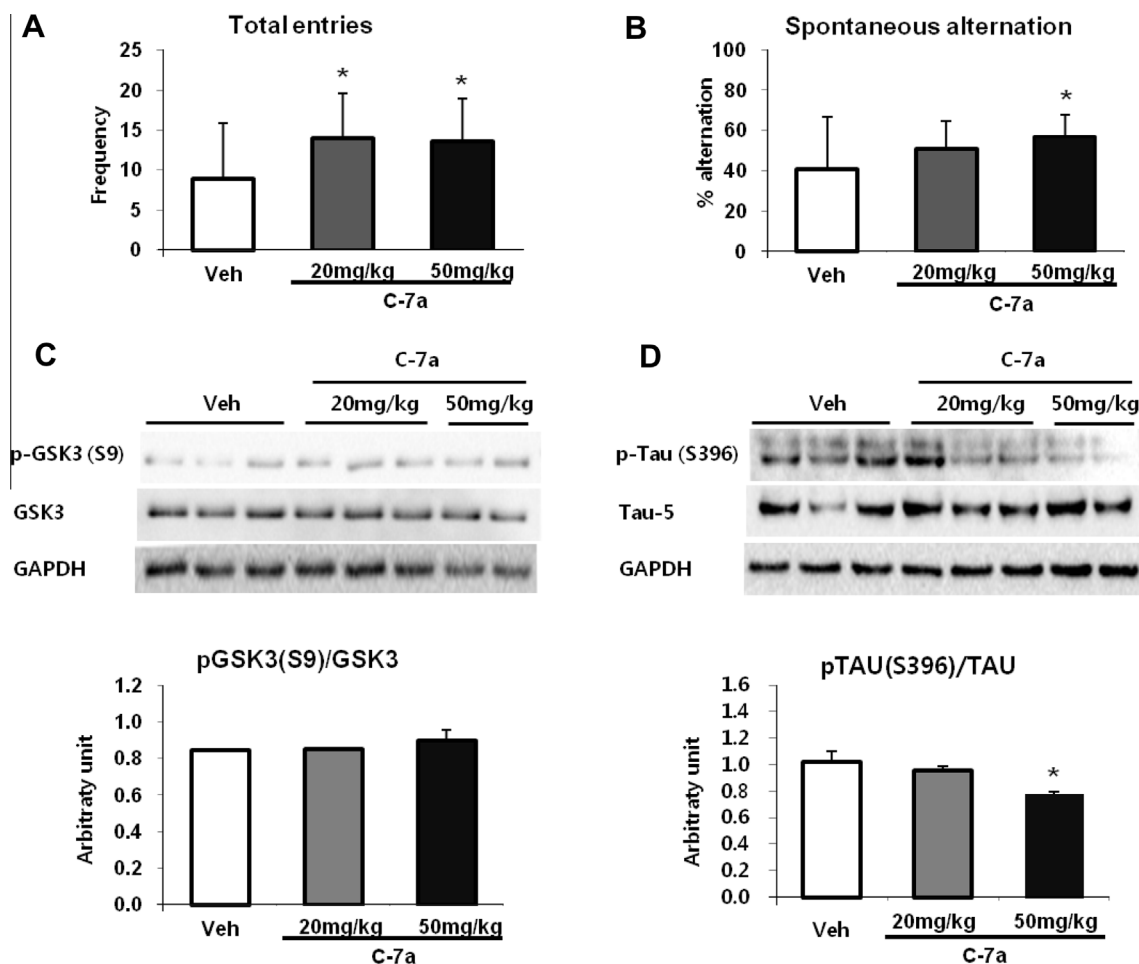 A
Total entries
25
20
15
10
5
0
Frequency
* *
Veh 20mg/kg 50mg/kg
C-7a
B
Spontaneous alternation
100
80
60
40
20
0
% alternation
*
Veh 20mg/kg 50mg/kg
C-7a
C
C-7a
Veh 20mg/kg 50mg/kg
p-GSK3 (S9)
GSK3
GAPDH
pGSK3(S9)/GSK3
1.2
1.0
0.8
0.6
0.4
0.2
0.0
Arbitraty unit
Veh 20mg/kg 50mg/kg
C-7a
D
C-7a
Veh 20mg/kg 50mg/kg
p-Tau (S396)
Tau-5
GAPDH
pTAU(S396)/TAU
1.6
1.4
1.2
1.0
0.8
0.6
0.4
0.2
0.0
Arbitraty unit
*
Veh 20mg/kg 50mg/kg
C-7a